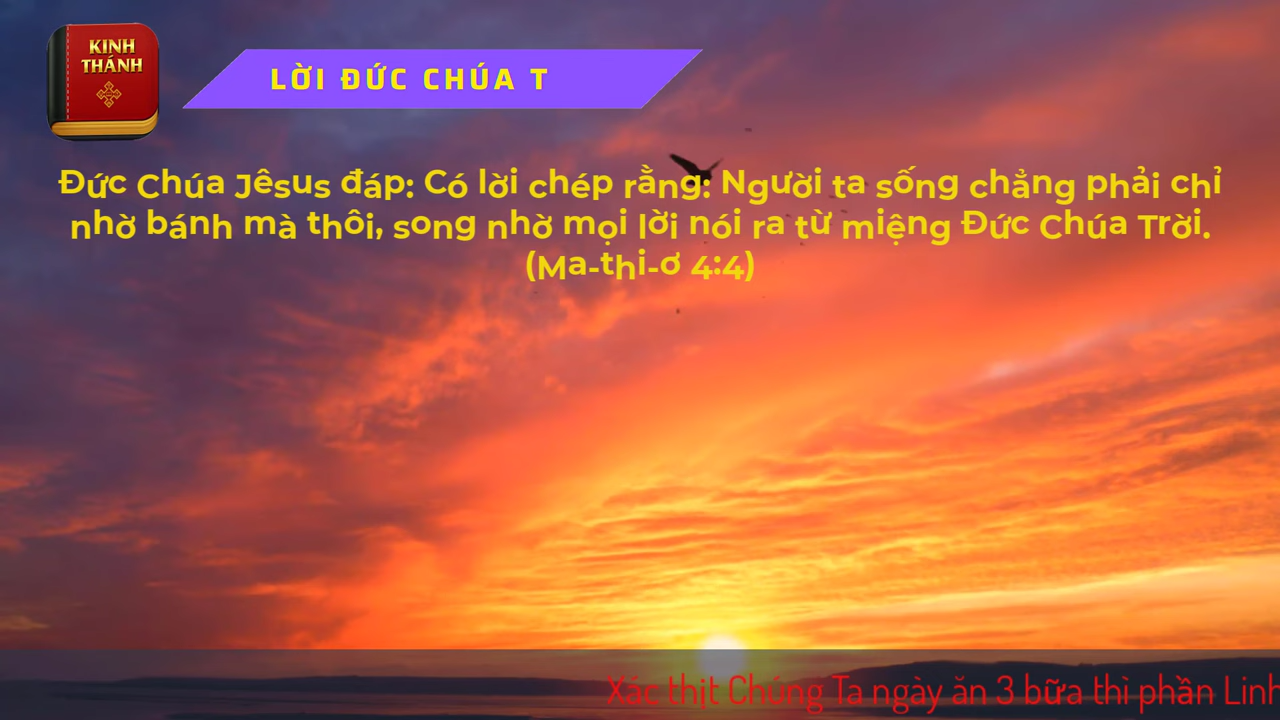 KINH
THÁNH
LỜI ĐỨC CHÚA T
Đức Chúa Jêsus đáp: Có lời chép rằng: Người ta sống chẳng phải chỉ
nhờ bánh mà thôi, song nhờ mọi lời nói ra từ miệng Đức Chúa Trời.
(Ma-thi-ơ 4:4)
Xác thịt Chúng Ta ngày ăn 3 bữa thì phần Linh